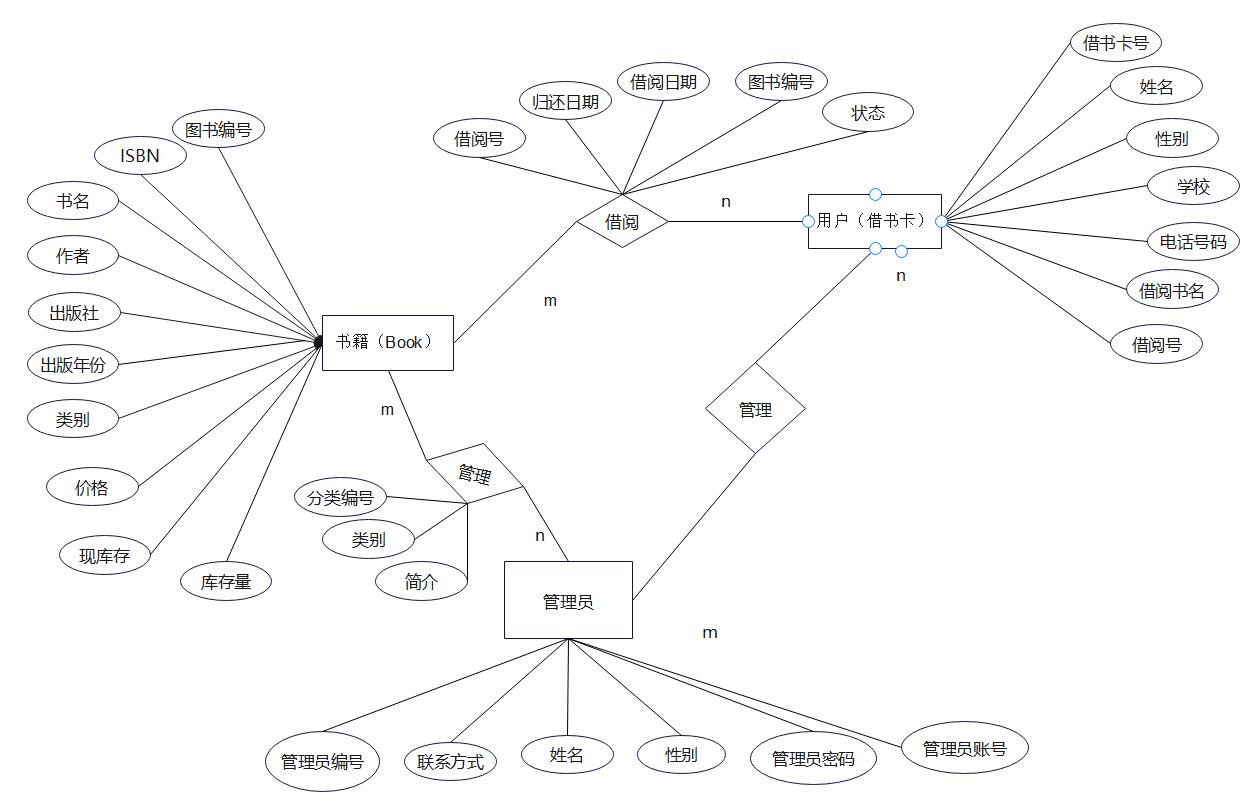 借书卡号
姓名
性别
学校
电话号码
借阅书名
借阅号
借阅号
归还日期
借阅日期
图书编号
状态
借阅
n
用户（借书卡）
n
m
图书编号
ISBN
书名
作者
出版社
出版年份
类别
价格
现库存
库存量
书籍（Book）
m
管理
分类编号
类别
简介
n
管理
管理员
m
管理员编号
联系方式
姓名
性别
管理员密码
管理员账号